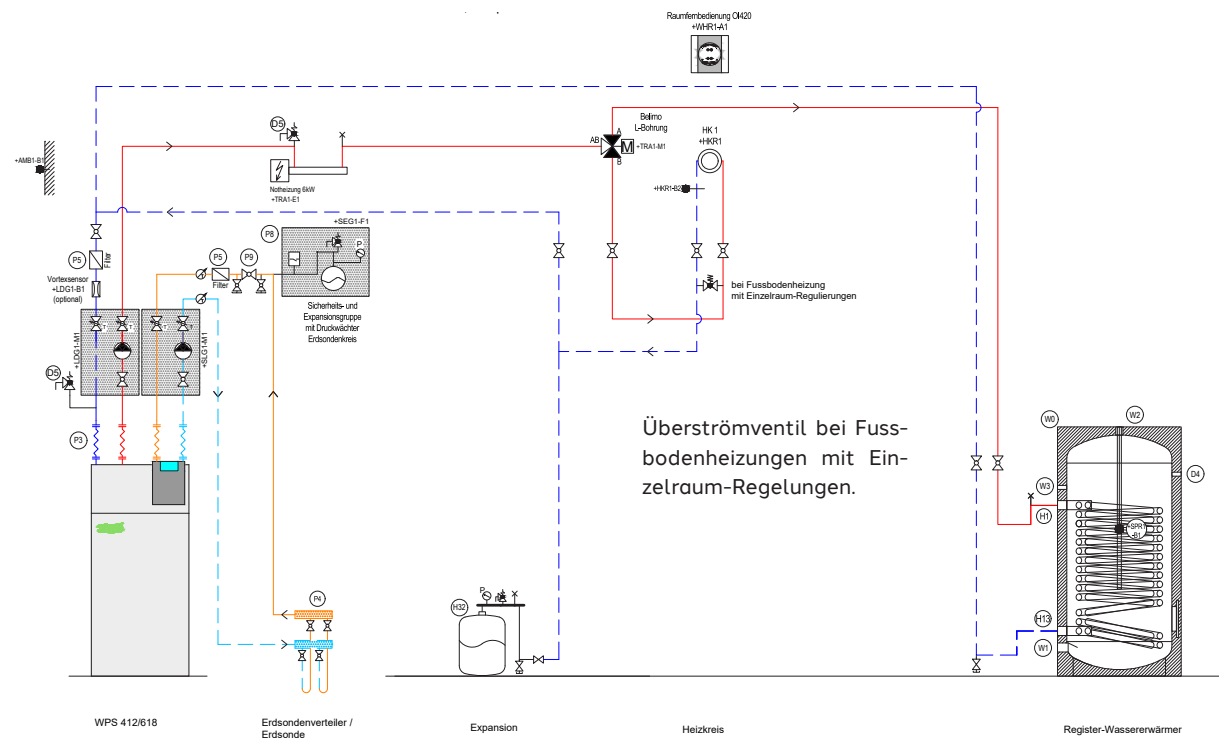 Raumfernbedienung OI420
+WHR1-A1
Belimo
L-Bohrung
D5
A
AB
M
+TRA1-M1
B
HK 1
+HKR1
+AMB1-B1
Notheizung 6kW
+TRA1-E1
+HKR1-B2
+SEG1-F1
P8
P
P5
Filter
P5
Filter
P9
Vortexsensor
+LDG1-B1
(optional)
bei Fussbodenheizung
mit Einzelraum-Regulierungen
Sicherheits- und
Expansionsgruppe
mit Druckwächter
Erdsondenkreis
T
T
T
T
+LDG1-M1
+SLG1-M1
D5
P3
Überströmventil bei Fuss-
bodenheizungen mit Ein-
zelraum-Regelungen.
W0
W2
W3
D4
H1
+SPR1
-B1
P4
P
H32
H13
W1
WPS 412/618
Erdsondenverteiler /
Erdsonde
Expansion
Heizkreis
Register-Wassererwärmer